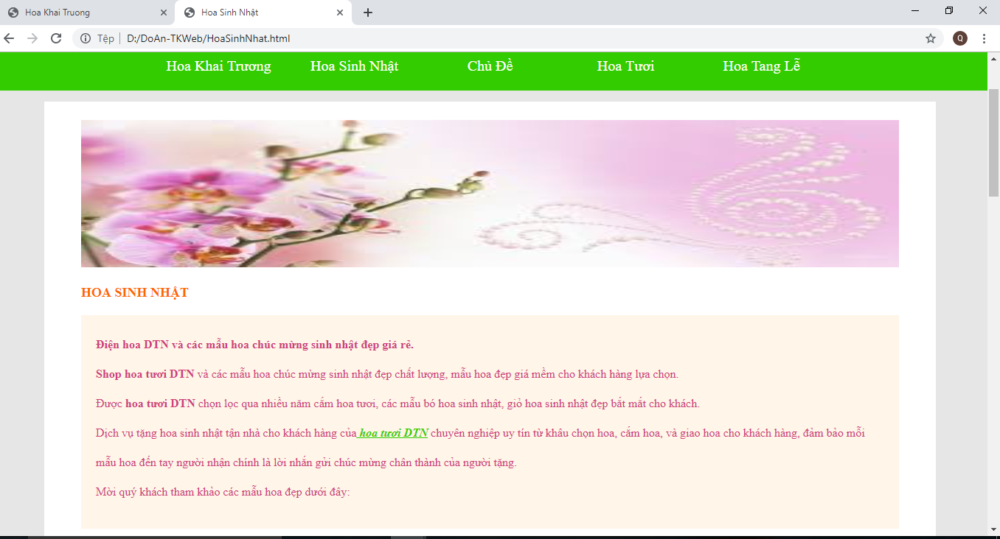 Hoa Khai Truong
Hoa Sinh Nhật
Tệp
D:/DoAn-TKWeb/HoaSinhNhat.html
Q
Hoa Khai Trương Hoa Sinh Nhật Chủ Đề Hoa Tươi Hoa Tang Lễ
HOA SINH NHẬT
Điện hoa DTN và các mẫu hoa chúc mừng sinh nhật đẹp giá rẻ.
Shop hoa tươi DTN và các mẫu hoa chúc mừng sinh nhật đẹp chất lượng, mẫu hoa đẹp giá mềm cho khách hàng lựa chọn.
Được hoa tươi DTN chọn lọc qua nhiều năm cắm hoa tươi, các mẫu bó hoa sinh nhật, giỏ hoa sinh nhật đẹp bắt mắt cho khách.
Dịch vụ tặng hoa sinh nhật tận nhà cho khách hàng của hoa tươi DTN chuyên nghiệp uy tín từ khâu chọn hoa, cắm hoa, và giao hoa cho khách hàng, đảm bảo mỗi
mẫu hoa đến tay người nhận chính là lời nhắn gửi chúc mừng chân thành của người tặng.
Mời quý khách tham khảo các mẫu hoa đẹp dưới đây: